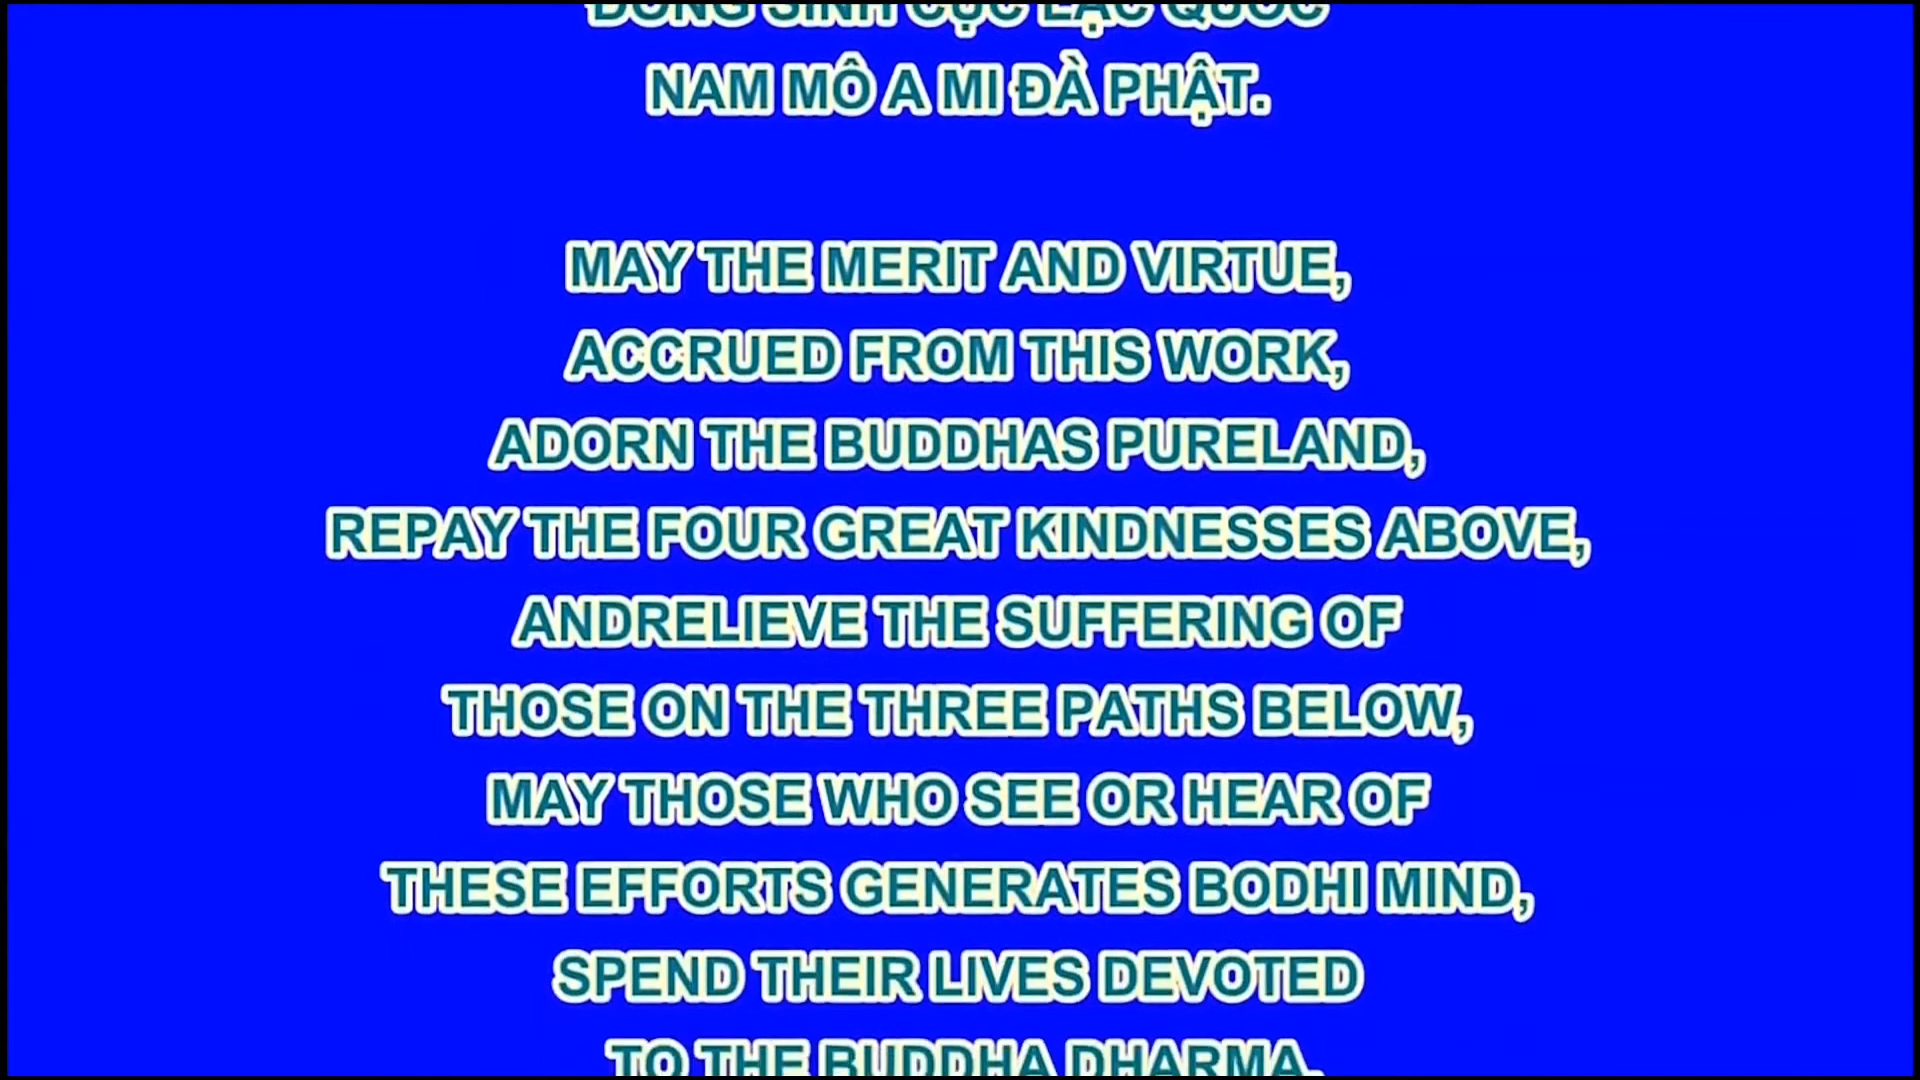 ĐỒNG SINH CỰC LẠC QUỐC
NAM MÔ A MI ĐÀ PHẬT.
MAY THE MERIT AND VIRTUE,
ACCRUED FROM THIS WORK,
ADORN THE BUDDHAS PURELAND,
REPAY THE FOUR GREAT KINDNESSES ABOVE,
ANDRELIEVE THE SUFFERING OF
THOSE ON THE THREE PATHS BELOW,
MAY THOSE WHO SEE OR HEAR OF
THESE EFFORTS GENERATES BODHI MIND,
SPEND THEIR LIVES DEVOTED
TO THE BUDDHA DHARMA.